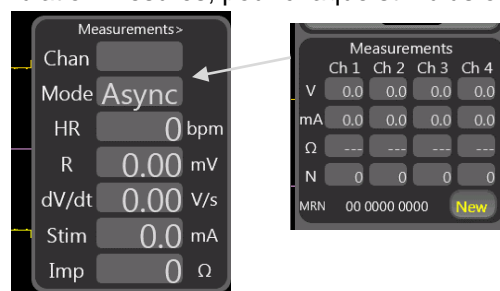 Measurements>
Chan
Mode Async
HR 0 bpm
R 0.00 mV
dV/dt 0.00 V/s
Stim 0.0 mA
Imp 0 Ω
Measurements
Ch 1 Ch 2 Ch 3 Ch 4
V 0.0 0.0 0.0 0.0
mA 0.0 0.0 0.0 0.0
Ω --- --- --- ---
N 0 0 0 0
MRN 00 0000 0000 New